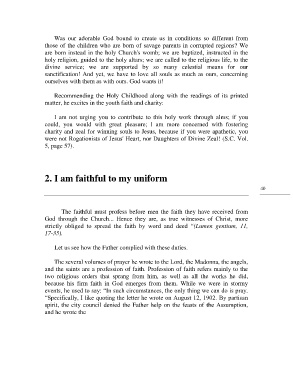 Was our adorable God bound to create us in conditions so different from
those of the children who are born of savage parents in corrupted regions? We
are born instead in the holy Church's womb; we are baptized, instructed in the
holy religion, guided to the holy altars; we are called to the religious life, to the
divine service; we are supported by so many celestial means for our
sanctification! And yet, we have to love all souls as much as ours, concerning
ourselves with them as with ours. God wants it!
Recommending the Holy Childhood along with the readings of its printed
matter, he excites in the youth faith and charity:
I am not urging you to contribute to this holy work through alms; if you
could, you would with great pleasure; I am more concerned with fostering
charity and zeal for winning souls to Jesus, because if you were apathetic, you
were not Rogationists of Jesus' Heart, nor Daughters of Divine Zeal! (S.C. Vol.
5, page 57).
2. I am faithful to my uniform
The faithful must profess before men the faith they have received from
God through the Church... Hence they are, as true witnesses of Christ, more
strictly obliged to spread the faith by word and deed "(Lumen gentium, 11,
17-35).
Let us see how the Father complied with these duties.
The several volumes of prayer he wrote to the Lord, the Madonna, the angels,
and the saints are a profession of faith. Profession of faith refers mainly to the
two religious orders that sprang from him, as well as all the works he did,
because his firm faith in God emerges from them. While we were in stormy
events, he used to say: "In such circumstances, the only thing we can do is pray.
"Specifically, I like quoting the letter he wrote on August 12, 1902. By partisan
spirit, the city council denied the Father help on the feasts of the Assumption,
and he wrote the